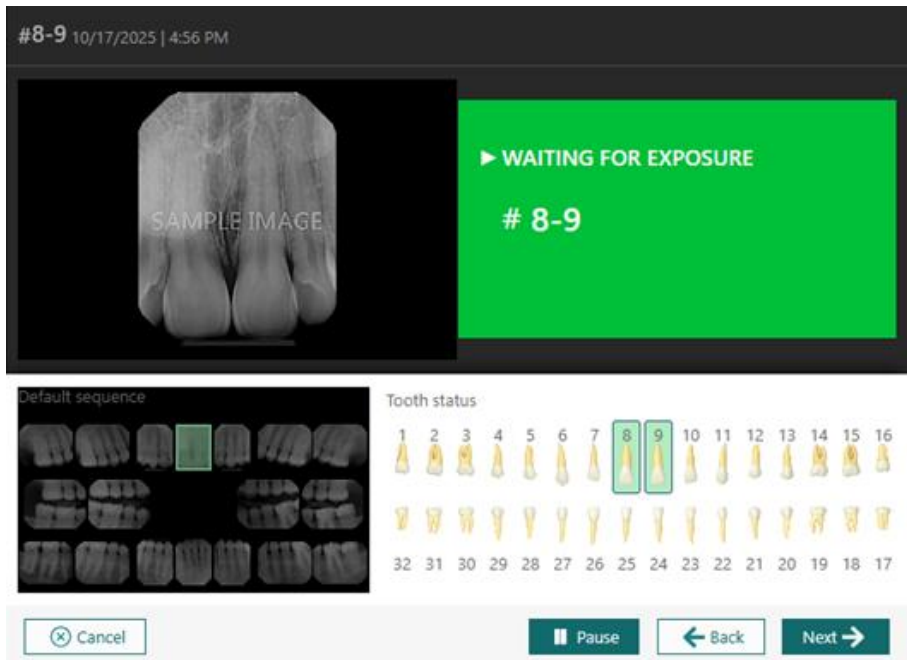 #8-9 10/17/2025 | 4:56 PM
SAMPLE IMAGE
▶ WAITING FOR EXPOSURE
# 8-9
Default sequence
Tooth status
1 2 3 4 5 6 7 8 9 10 11 12 13 14 15 16
32 31 30 29 28 27 26 25 24 23 22 21 20 19 18 17
Cancel
Pause
Back
Next